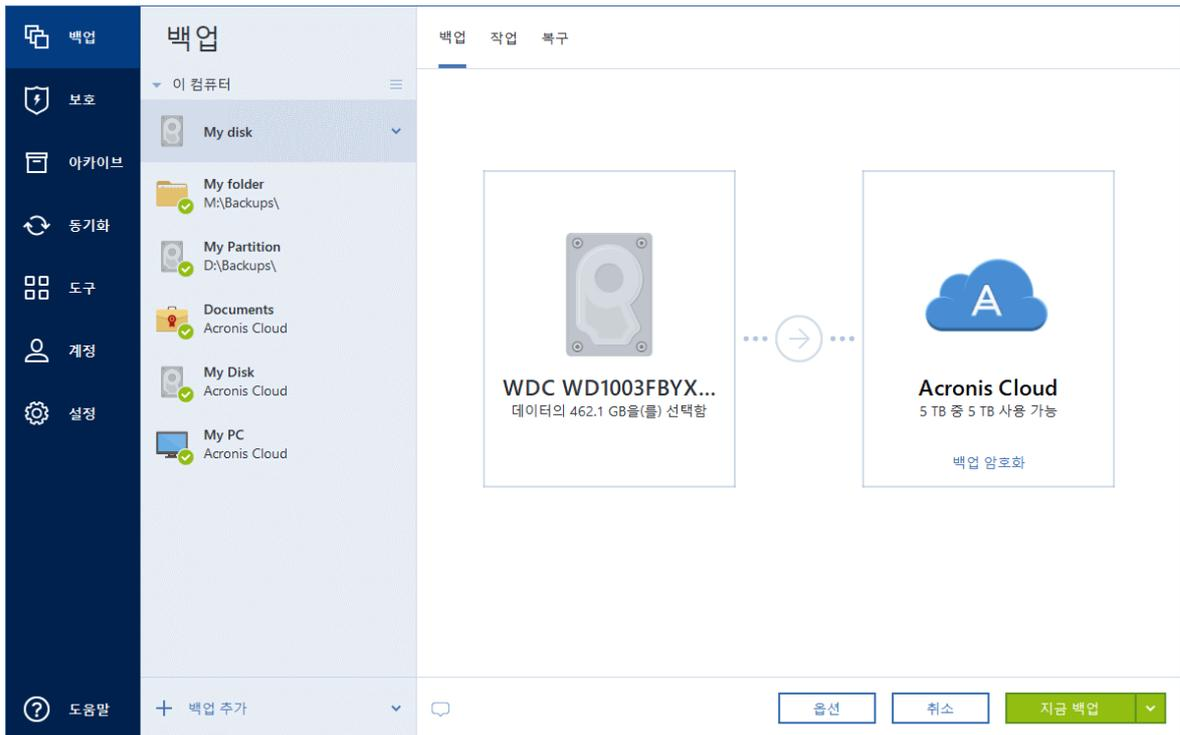 백업
보호
아카이브
동기화
도구
계정
설정
도움말
백업
이 컴퓨터
My disk
My folder
M:\Backups\
My Partition
D:\Backups\
Documents
Acronis Cloud
My Disk
Acronis Cloud
My PC
Acronis Cloud
백업 추가
백업 작업 복구
WDC WD1003FBYX...
데이터의 462.1 GB을(를) 선택함
A
Acronis Cloud
5 TB 중 5 TB 사용 가능
백업 암호화
옵션
취소
지금 백업